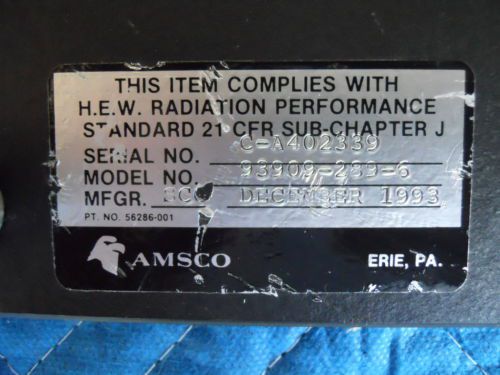 THIS ITEM COMPLIES WITH
H.E.W. RADIATION PERFORMANCE
STANDARD 21 CFR SUB-CHAPTER J
SERIAL NO. C-A402339
MODEL NO. 93909-289-6
MFGR. DECEMBER 1993
PT. NO. 56286-001
AMSCO ERIE, PA.